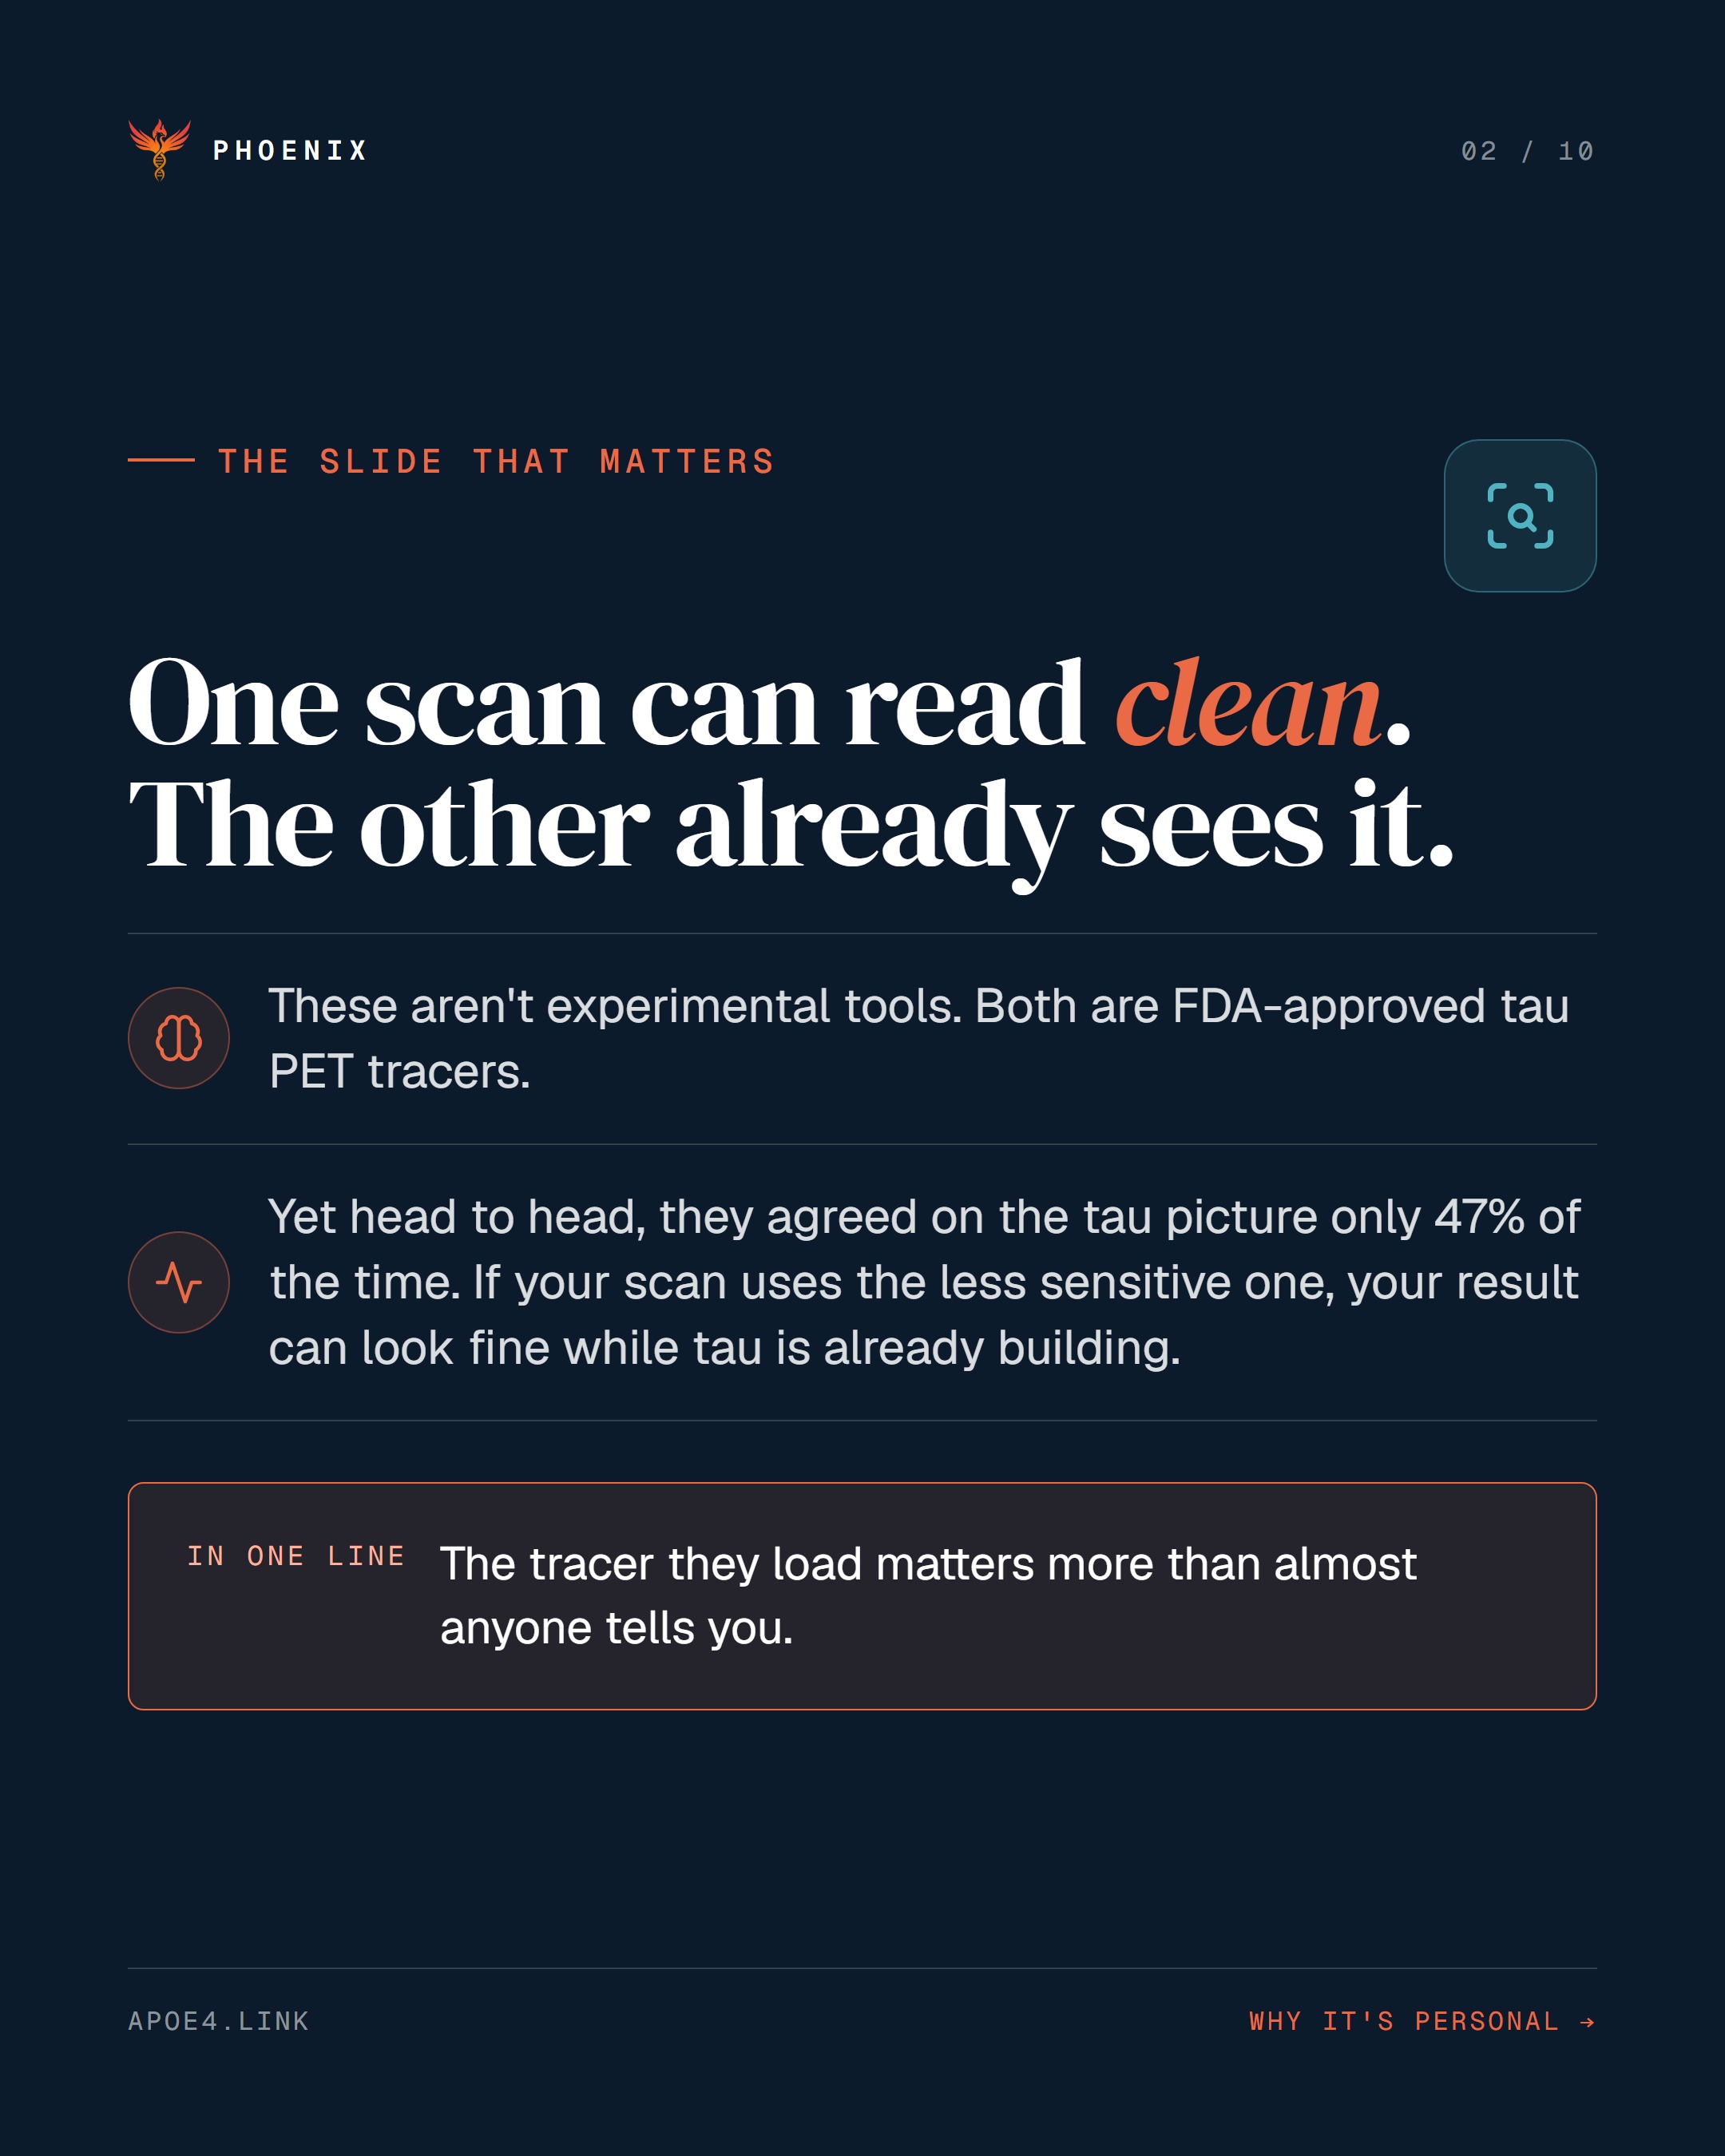 PHOENIX
02 / 10
THE SLIDE THAT MATTERS
One scan can read clean.
The other already sees it.
These aren't experimental tools. Both are FDA-approved tau
PET tracers.
Yet head to head, they agreed on the tau picture only 47% of
the time. If your scan uses the less sensitive one, your result
can look fine while tau is already building.
IN ONE LINE
The tracer they load matters more than almost
anyone tells you.
APOE4.LINK
WHY IT'S PERSONAL →